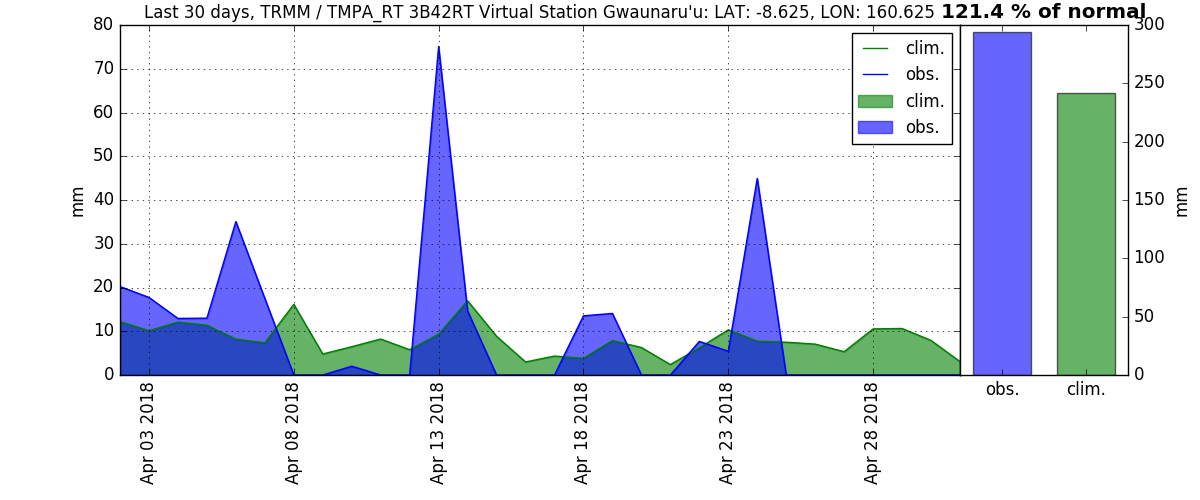 Last 30 days, TRMM / TMPA_RT 3B42RT Virtual Station Gwaunaru'u: LAT: -8.625, LON: 160.625 121.4 % of normal
80
70
60
50
40
30
20
10
0
mm
clim.
obs.
clim.
obs.
Apr 03 2018
Apr 08 2018
Apr 13 2018
Apr 18 2018
Apr 23 2018
Apr 28 2018
300
250
200
150
100
50
0
mm
obs.
clim.